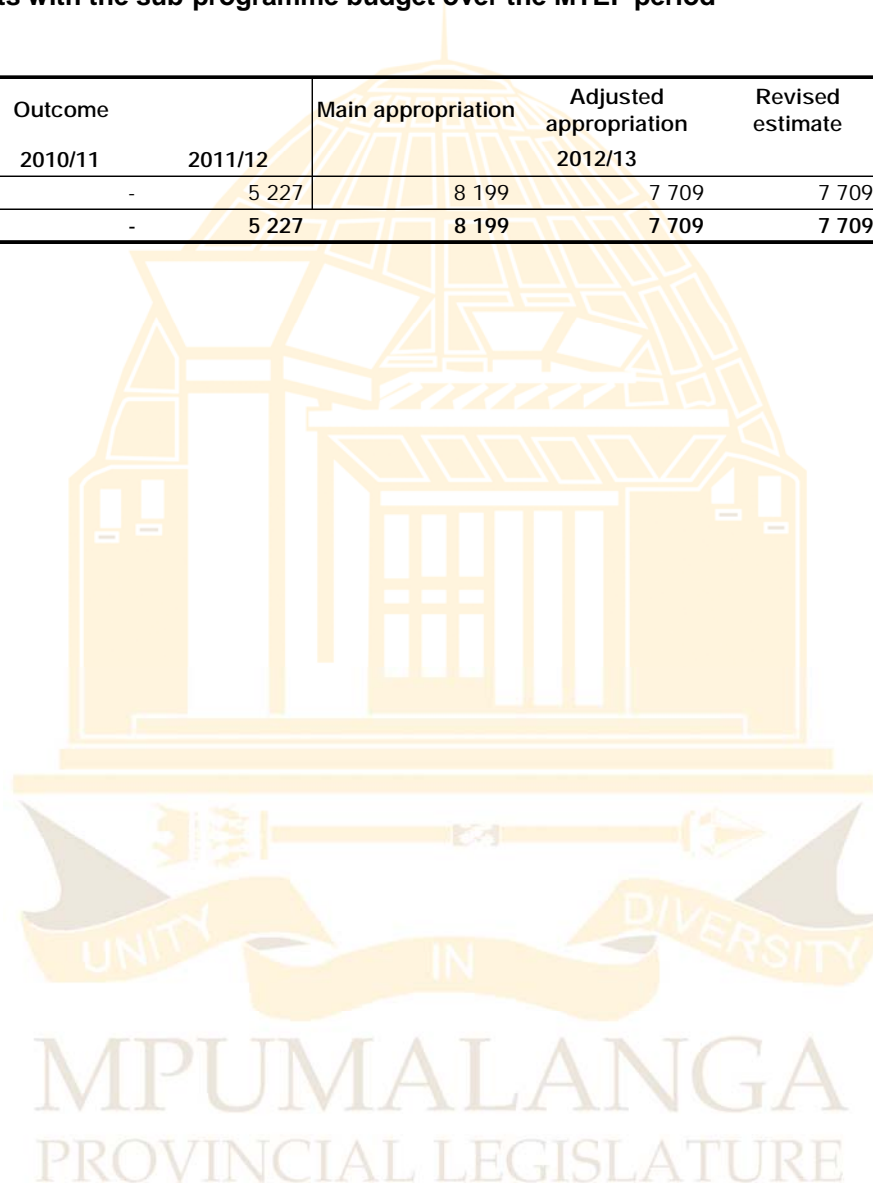 ts with the sub-programme budget over the MTEF period
Outcome Main appropriation Adjusted appropriation Revised estimate
2010/11 2011/12 2012/13
- 5 227 8 199 7 709 7 709
- 5 227 8 199 7 709 7 709
UNITY IN DIVERSITY
MPUMALANGA
PROVINCIAL LEGISLATURE